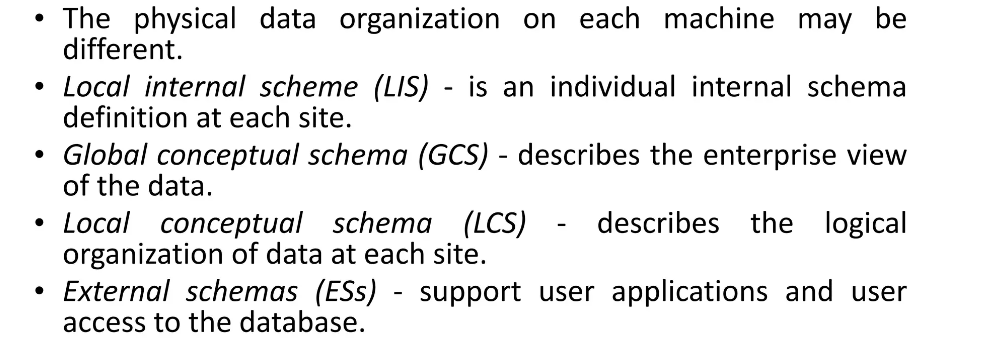 • The physical data organization on each machine may be
different.
• Local internal scheme (LIS) - is an individual internal schema
definition at each site.
• Global conceptual schema (GCS) - describes the enterprise view
of the data.
• Local conceptual schema (LCS) - describes the logical
organization of data at each site.
• External schemas (ESs) - support user applications and user
access to the database.